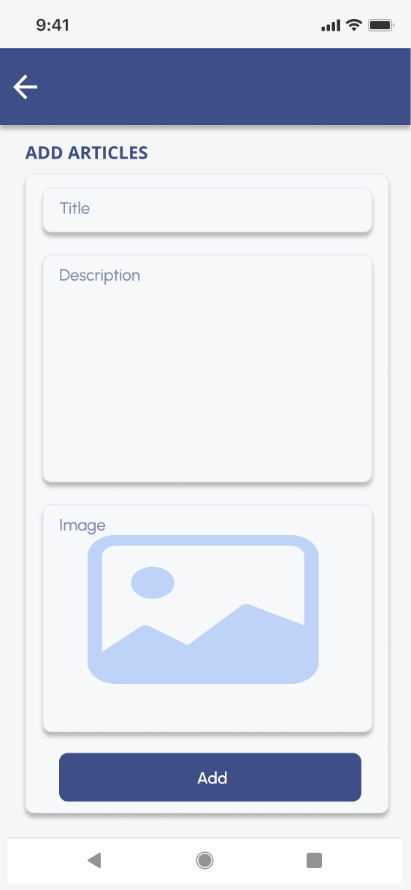 9:41
ADD ARTICLES
Title
Description
Image
Add